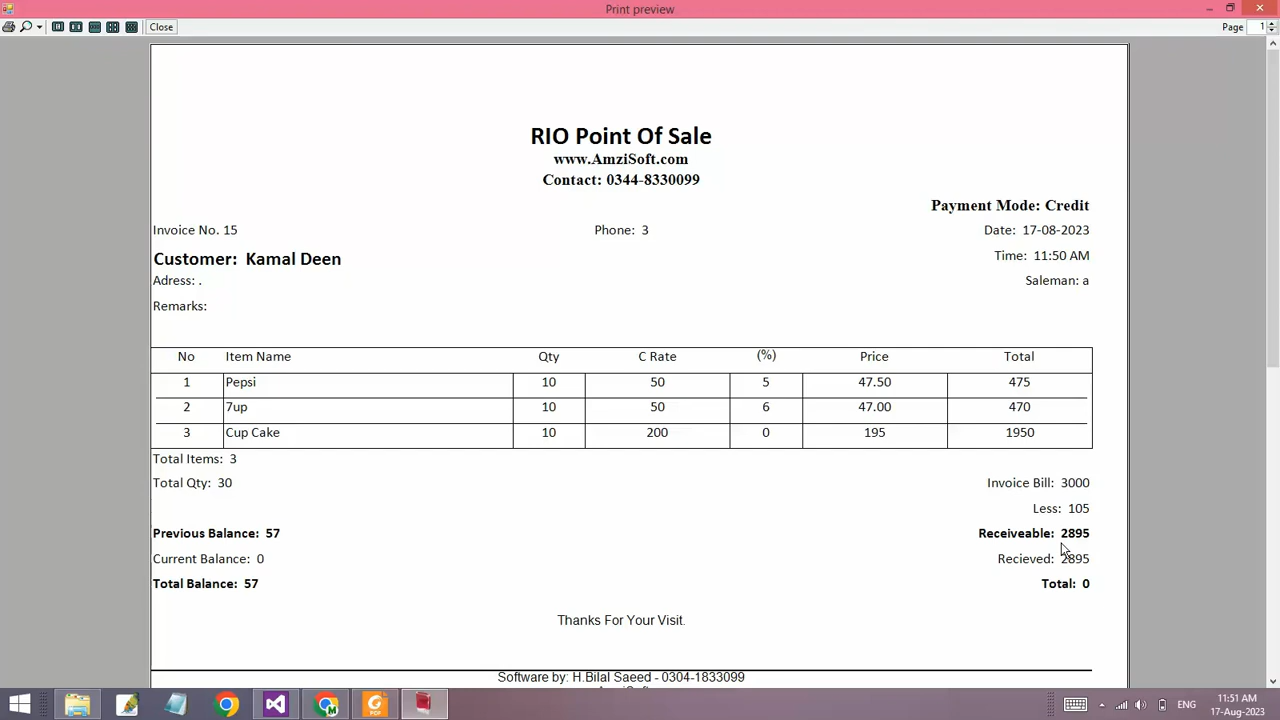 Print preview
Close
Page 1
RIO Point Of Sale
www.AmziSoft.com
Contact: 0344-8330099
Payment Mode: Credit
Invoice No. 15 Phone: 3 Date: 17-08-2023
Customer: Kamal Deen Time: 11:50 AM
Adress: . Saleman: a
Remarks:
No Item Name Qty C Rate (%) Price Total
1 Pepsi 10 50 5 47.50 475
2 7up 10 50 6 47.00 470
3 Cup Cake 10 200 0 195 1950
Total Items: 3
Total Qty: 30 Invoice Bill: 3000
Less: 105
Previous Balance: 57 Receiveable: 2895
Current Balance: 0 Recieved: 2895
Total Balance: 57 Total: 0
Thanks For Your Visit.
Software by: H.Bilal Saeed - 0304-1833099
ENG
11:51 AM
17-Aug-2023